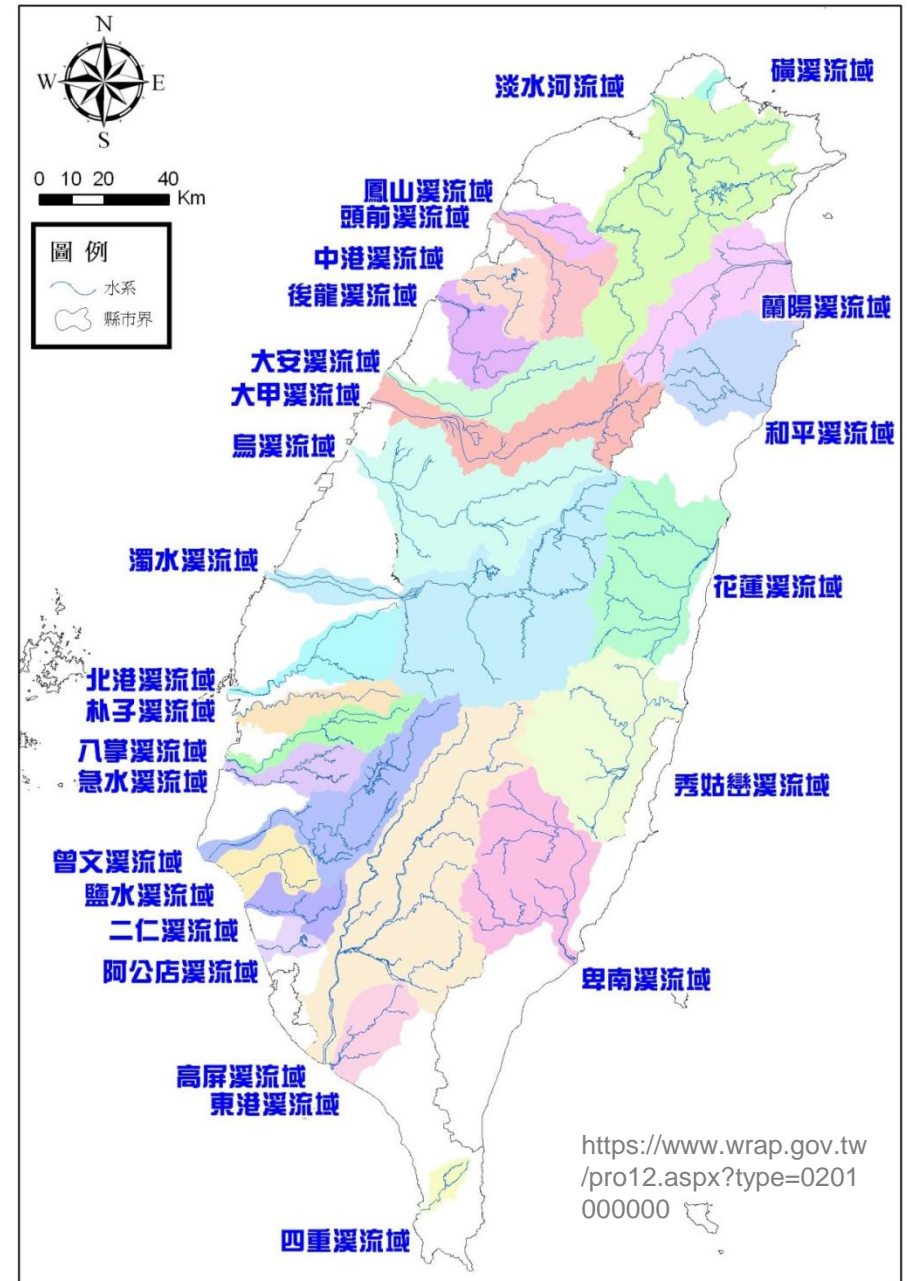 N
W E
S
0 10 20 40
Km
圖 例
水系
縣市界
淡水河流域
磺溪流域
鳳山溪流域
頭前溪流域
中港溪流域
後龍溪流域
蘭陽溪流域
大安溪流域
大甲溪流域
和平溪流域
烏溪流域
濁水溪流域
花蓮溪流域
北港溪流域
朴子溪流域
八掌溪流域
急水溪流域
秀姑巒溪流域
曾文溪流域
鹽水溪流域
二仁溪流域
阿公店溪流域
卑南溪流域
高屏溪流域
東港溪流域
四重溪流域
https://www.wrap.gov.tw
/pro12.aspx?type=0201
000000